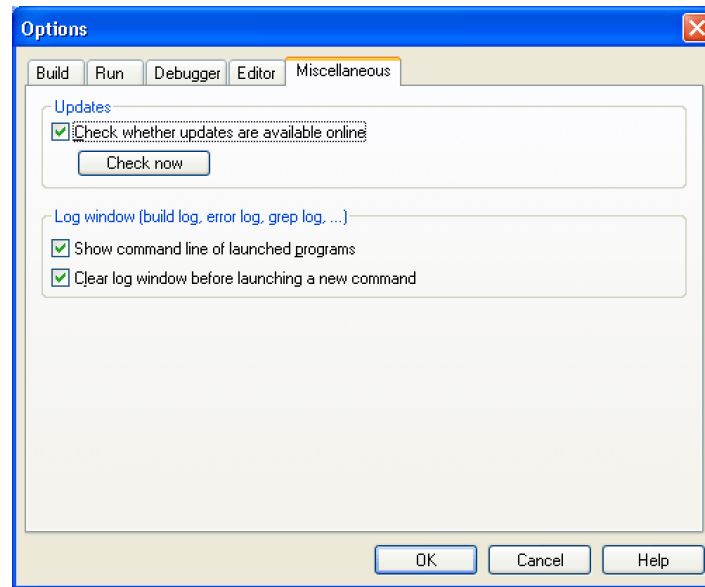 Options
Build Run Debugger Editor Miscellaneous
Updates
Check whether updates are available online
Check now
Log window (build log, error log, grep log, ...)
Show command line of launched programs
Clear log window before launching a new command
OK Cancel Help